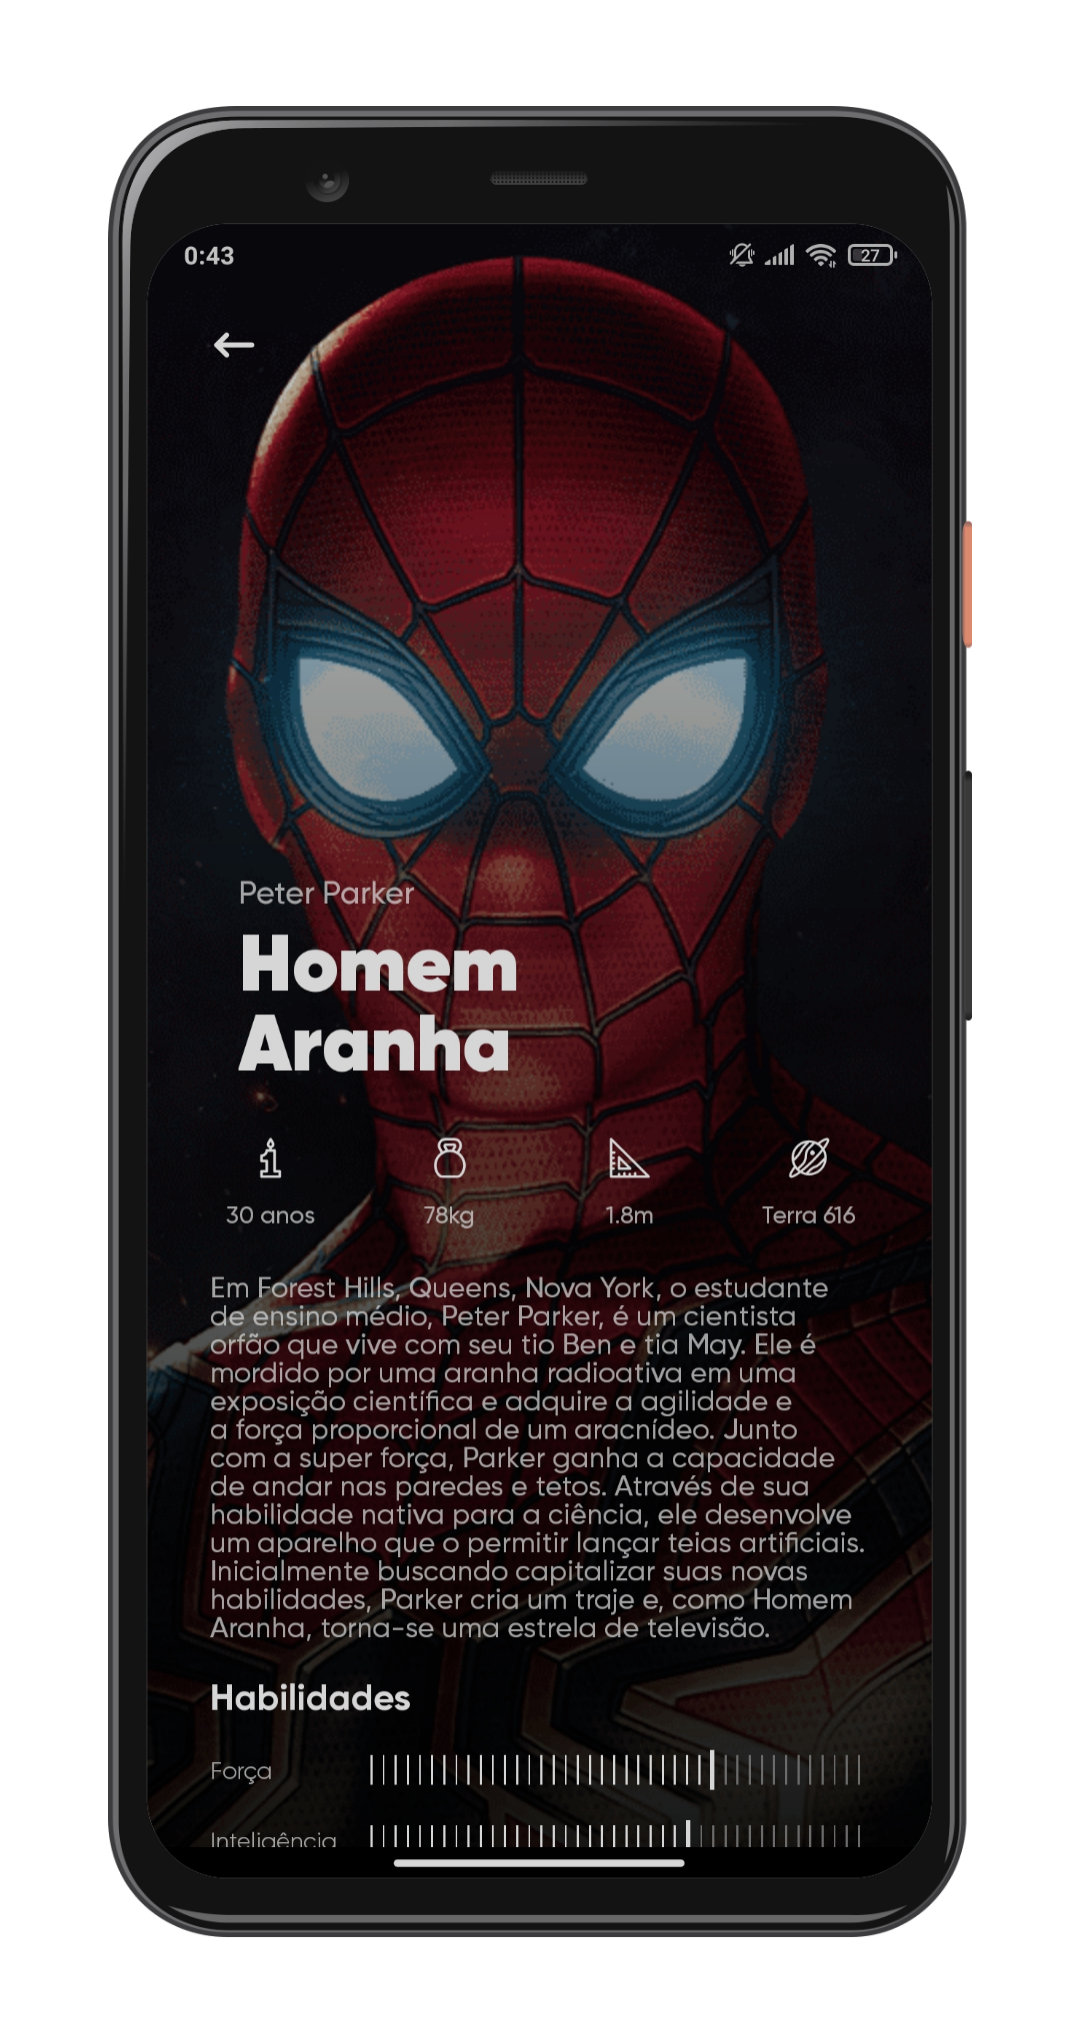 0:43
27
Peter Parker
Homem
Aranha
30 anos
78kg
1.8m
Terra 616
Em Forest Hills, Queens, Nova York, o estudante
de ensino médio, Peter Parker, é um cientista
orfão que vive com seu tio Ben e tia May. Ele é
mordido por uma aranha radioativa em uma
exposição científica e adquire a agilidade e
a força proporcional de um aracnídeo. Junto
com a super força, Parker ganha a capacidade
de andar nas paredes e tetos. Através de sua
habilidade nativa para a ciência, ele desenvolve
um aparelho que o permitir lançar teias artificiais.
Inicialmente buscando capitalizar suas novas
habilidades, Parker cria um traje e, como Homem
Aranha, torna-se uma estrela de televisão.
Habilidades
Força
Inteligência